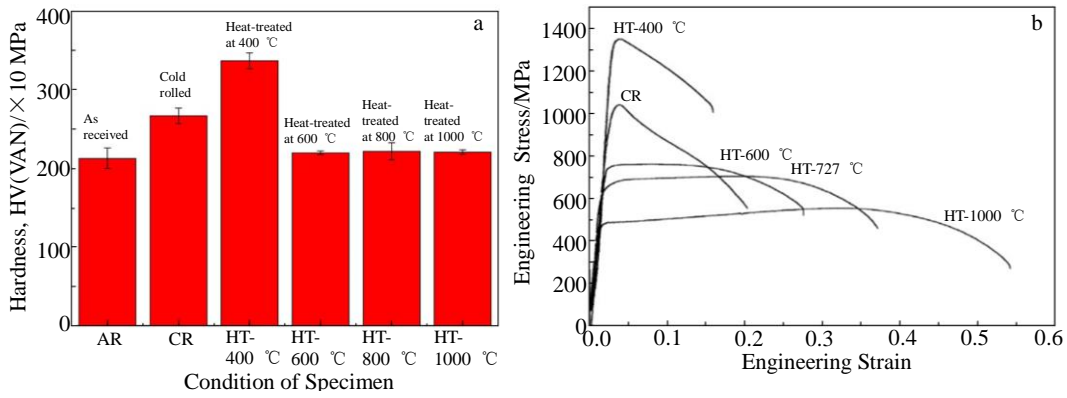 a
Hardness, HV(VAN)/×10 MPa
400
300
200
100
0
As
received
Cold
rolled
Heat-treated
at 400 ℃
Heat-treated
at 600 ℃
Heat-
treated
at 800 ℃
Heat-
treated
at 1000 ℃
AR
CR
HT-
400 ℃
HT-
600 ℃
HT-
800 ℃
HT-
1000 ℃
Condition of Specimen
b
Engineering Stress/MPa
1400
1200
1000
800
600
400
200
0
HT-400 ℃
CR
HT-600 ℃
HT-727 ℃
HT-1000 ℃
0.0
0.1
0.2
0.3
0.4
0.5
0.6
Engineering Strain